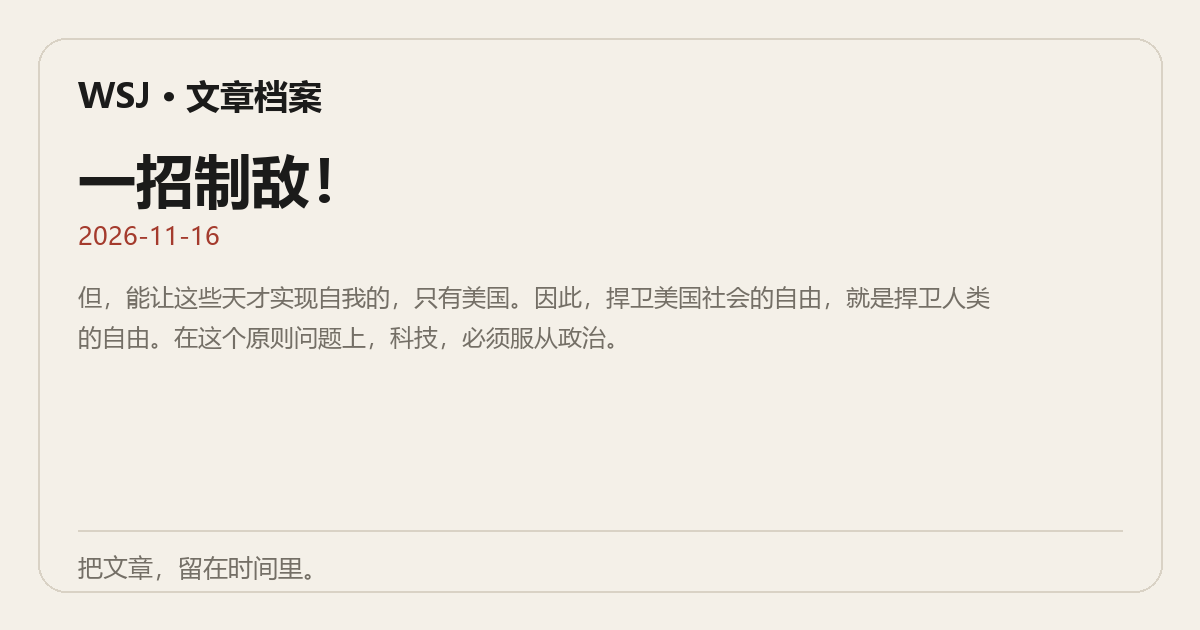 WSJ・文章档案
一招制敌！
2026-11-16
但，能让这些天才实现自我的，只有美国。因此，捍卫美国社会的自由，就是捍卫人类
的自由。在这个原则问题上，科技，必须服从政治。
把文章，留在时间里。